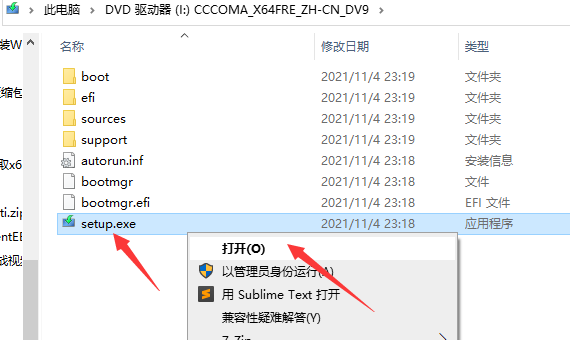 此电脑 > DVD 驱动器 (I:) CCCOMA_X64FRE_ZH-CN_DV9 >
名称 修改日期 类型
装W
boot 2021/11/4 23:19 文件夹
缩包
efi 2021/11/4 23:19 文件夹
sources 2021/11/4 23:19 文件夹
support 2021/11/4 23:19 文件夹
取x6
autorun.inf 2021/11/4 23:18 安装信息
bootmgr 2021/11/4 23:18 文件
bootmgr.efi 2021/11/4 23:18 EFI 文件
ti.zip
setup.exe 2021/11/4 23:18 应用程序
entEE
打开(O)
战视频
以管理员身份运行(A)
用 Sublime Text 打开
兼容性疑难解答(Y)